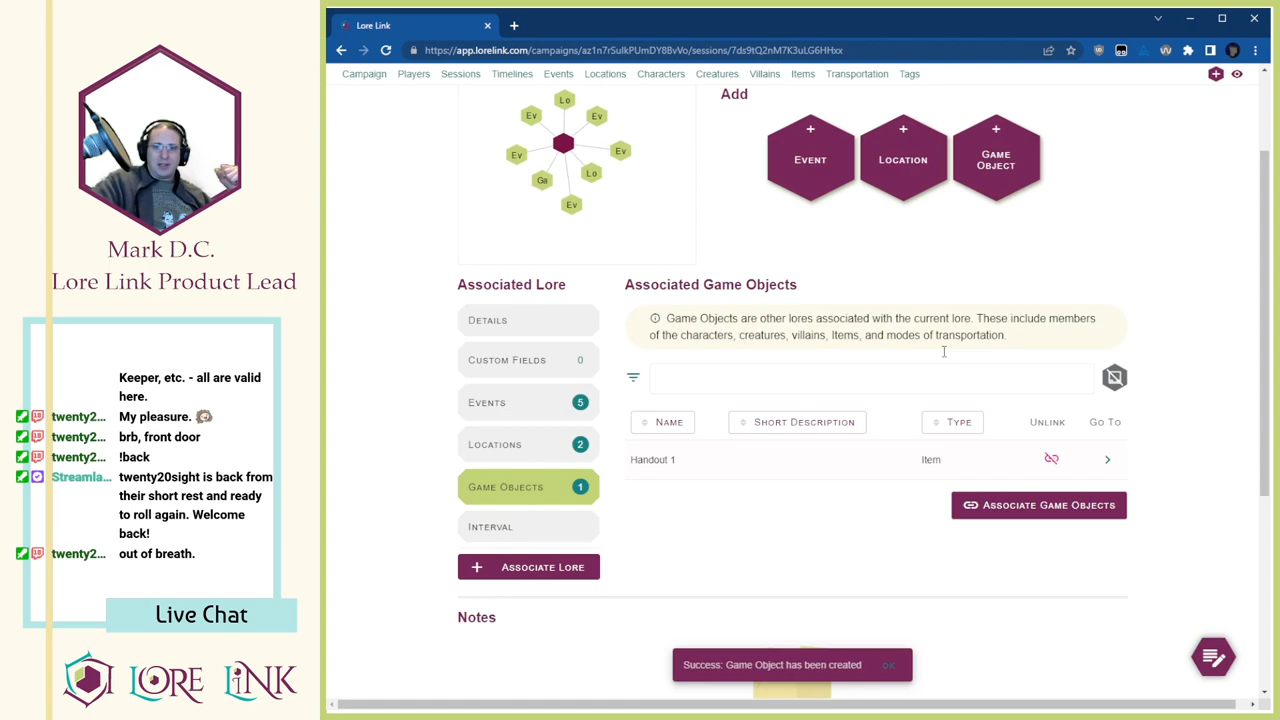 Lore Link
https://app.lorelink.com/campaigns/az1n7rSulkPUmDY8BvVo/sessions/7ds9tQ2nM7K3uLG6HHxx
Campaign Players Sessions Timelines Events Locations Characters Creatures Villains Items Transportation Tags
Add
Lo
Ev
Ev
Ev
Ev
Ga
Lo
Ev
+ EVENT
+ LOCATION
+ GAME OBJECT
Mark D.C.
Lore Link Product Lead
Keeper, etc. - all are valid
here.
twenty2... My pleasure.
twenty2... brb, front door
twenty2... !back
Streamla... twenty20sight is back from
their short rest and ready
to roll again. Welcome
back!
twenty2... out of breath.
Live Chat
LORE LINK
Associated Lore
DETAILS
CUSTOM FIELDS 0
EVENTS 5
LOCATIONS 2
GAME OBJECTS 1
INTERVAL
+ ASSOCIATE LORE
Associated Game Objects
Game Objects are other lores associated with the current lore. These include members
of the characters, creatures, villains, Items, and modes of transportation.
NAME SHORT DESCRIPTION TYPE UNLINK GO TO
Handout 1 Item
ASSOCIATE GAME OBJECTS
Notes
Success: Game Object has been created OK